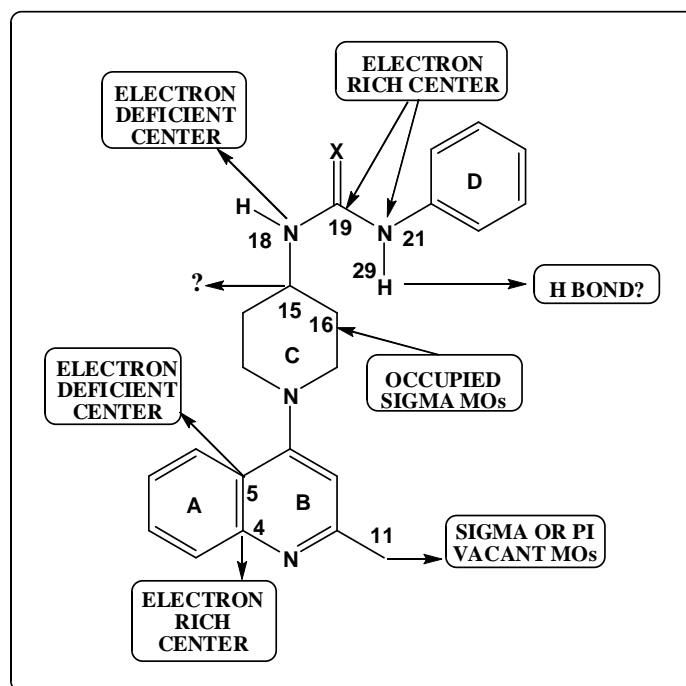 ELECTRON
RICH CENTER
ELECTRON
DEFICIENT
CENTER
X
D
H
N
18
19
N
21
29
H
H BOND?
?
15
16
C
OCCUPIED
SIGMA MOs
ELECTRON
DEFICIENT
CENTER
N
A
5
B
4
11
N
SIGMA OR PI
VACANT MOs
ELECTRON
RICH
CENTER